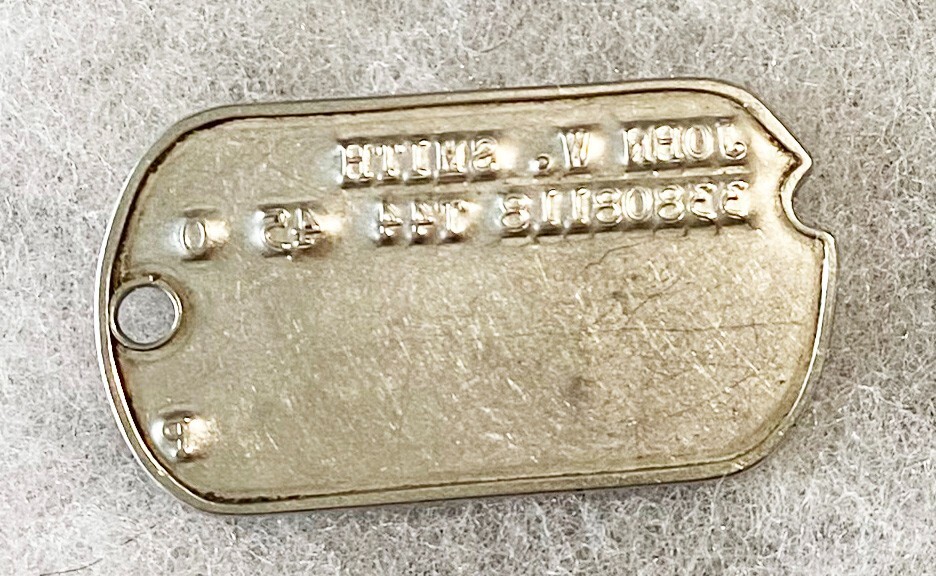 JOHN W. SMITH
33808118 T44 45 O
P